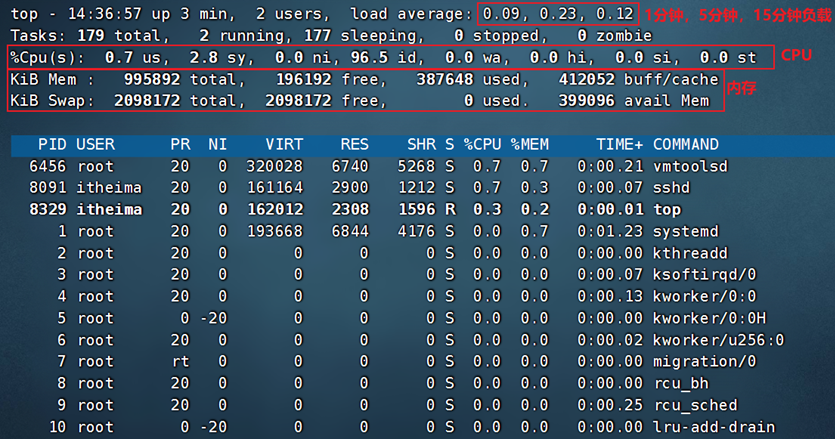 top - 14:36:57 up 3 min,  2 users,  load average: 0.09, 0.23, 0.12 1分钟，5分钟，15分钟负载
Tasks: 179 total,   2 running, 177 sleeping,   0 stopped,   0 zombie
%Cpu(s):  0.7 us,  2.8 sy,  0.0 ni, 96.5 id,  0.0 wa,  0.0 hi,  0.0 si,  0.0 st CPU
KiB Mem :   995892 total,   196192 free,   387648 used,   412052 buff/cache
内存
KiB Swap:  2098172 total,  2098172 free,        0 used.   399096 avail Mem
PID USER      PR  NI    VIRT    RES    SHR S %CPU %MEM     TIME+ COMMAND
6456 root      20   0  320028   6740   5268 S  0.7  0.7   0:00.21 vmtoolsd
8091 itheima   20   0  161164   2900   1212 S  0.7  0.3   0:00.07 sshd
8329 itheima   20   0  162012   2308   1596 R  0.3  0.2   0:00.01 top
1 root      20   0  193668   6844   4176 S  0.0  0.7   0:01.23 systemd
2 root      20   0       0      0      0 S  0.0  0.0   0:00.00 kthreadd
3 root      20   0       0      0      0 S  0.0  0.0   0:00.07 ksoftirqd/0
4 root      20   0       0      0      0 S  0.0  0.0   0:00.13 kworker/0:0
5 root       0 -20       0      0      0 S  0.0  0.0   0:00.00 kworker/0:0H
6 root      20   0       0      0      0 S  0.0  0.0   0:00.02 kworker/u256:0
7 root      rt   0       0      0      0 S  0.0  0.0   0:00.00 migration/0
8 root      20   0       0      0      0 S  0.0  0.0   0:00.00 rcu_bh
9 root      20   0       0      0      0 S  0.0  0.0   0:00.25 rcu_sched
10 root       0 -20       0      0      0 S  0.0  0.0   0:00.00 lru-add-drain